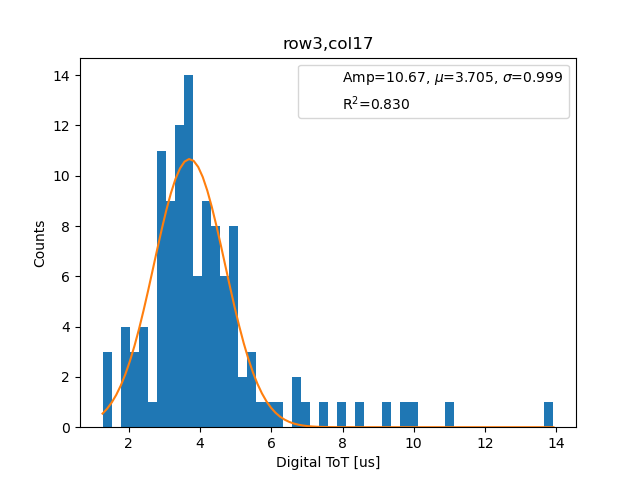 row3,col17
Amp=10.67, μ=3.705, σ=0.999
R²=0.830
Counts
14
12
10
8
6
4
2
0
2 4 6 8 10 12 14
Digital ToT [us]